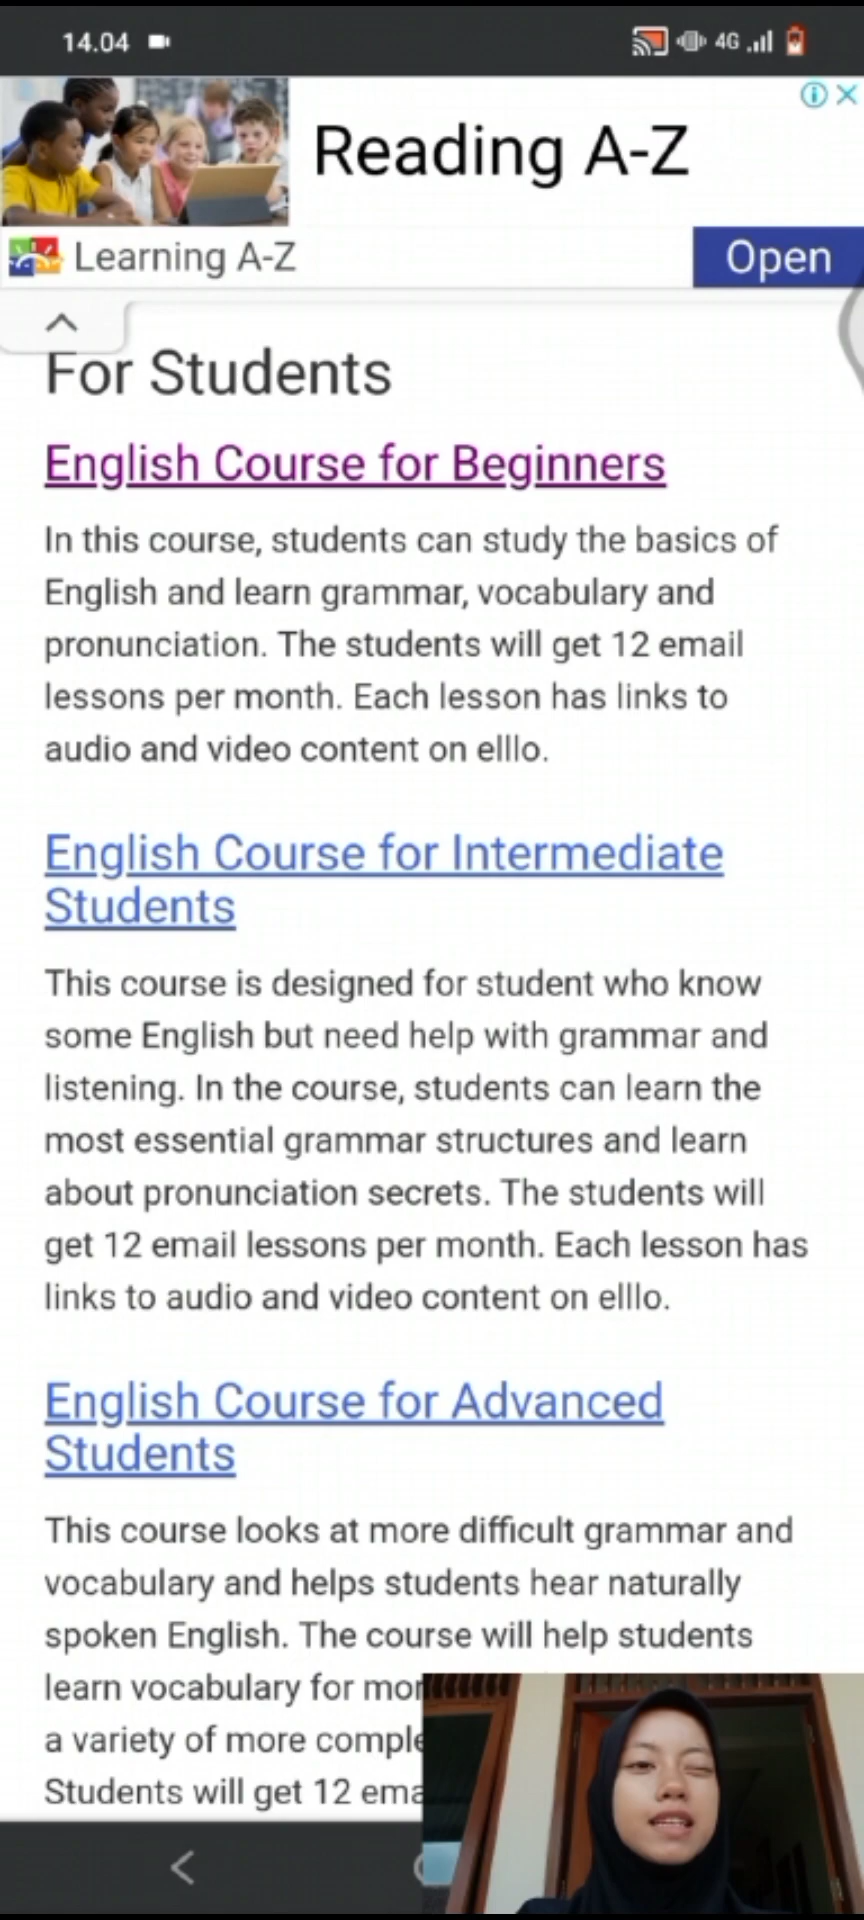 14.04
4G
Reading A-Z
Learning A-Z
Open
For Students
English Course for Beginners
In this course, students can study the basics of
English and learn grammar, vocabulary and
pronunciation. The students will get 12 email
lessons per month. Each lesson has links to
audio and video content on elllo.
English Course for Intermediate
Students
This course is designed for student who know
some English but need help with grammar and
listening. In the course, students can learn the
most essential grammar structures and learn
about pronunciation secrets. The students will
get 12 email lessons per month. Each lesson has
links to audio and video content on elllo.
English Course for Advanced
Students
This course looks at more difficult grammar and
vocabulary and helps students hear naturally
spoken English. The course will help students
learn vocabulary for
a variety of more
Students will get 12